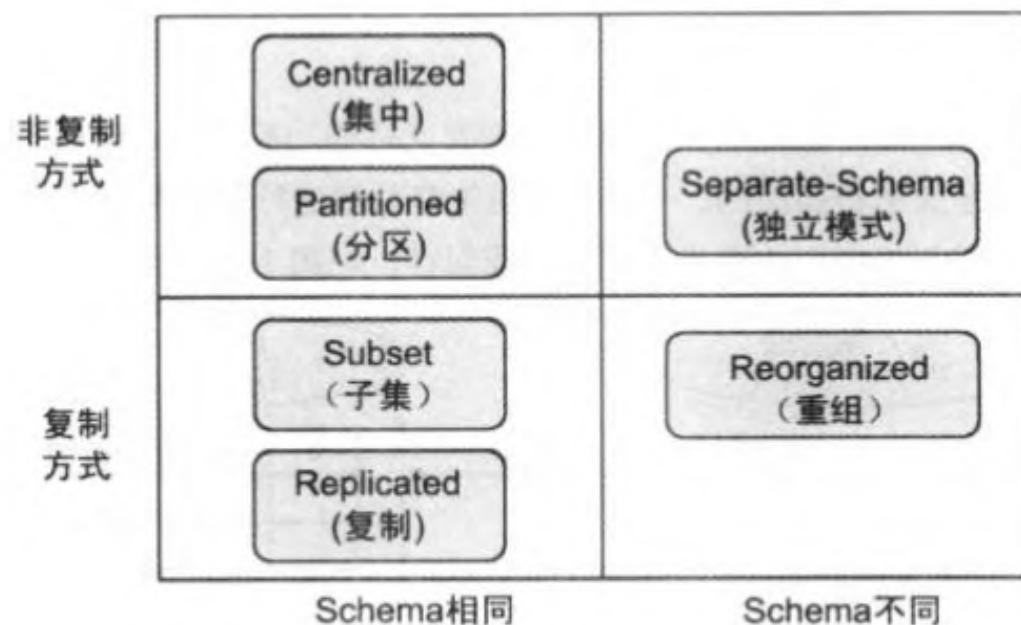 非复制
方式
Centralized
(集中)
Partitioned
(分区)
Separate-Schema
(独立模式)
复制
方式
Subset
（子集）
Replicated
(复制)
Reorganized
（重组）
Schema相同
Schema不同